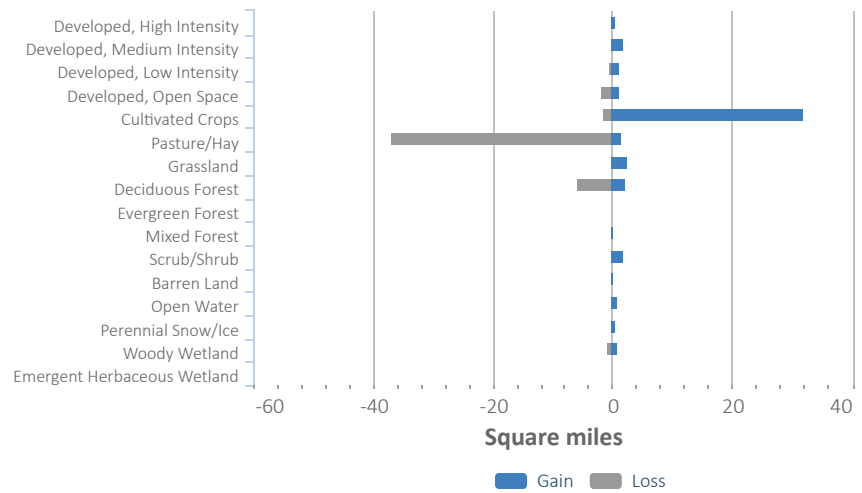 Developed, High Intensity
Developed, Medium Intensity
Developed, Low Intensity
Developed, Open Space
Cultivated Crops
Pasture/Hay
Grassland
Deciduous Forest
Evergreen Forest
Mixed Forest
Scrub/Shrub
Barren Land
Open Water
Perennial Snow/Ice
Woody Wetland
Emergent Herbaceous Wetland
-60 -40 -20 0 20 40
Square miles
Gain Loss